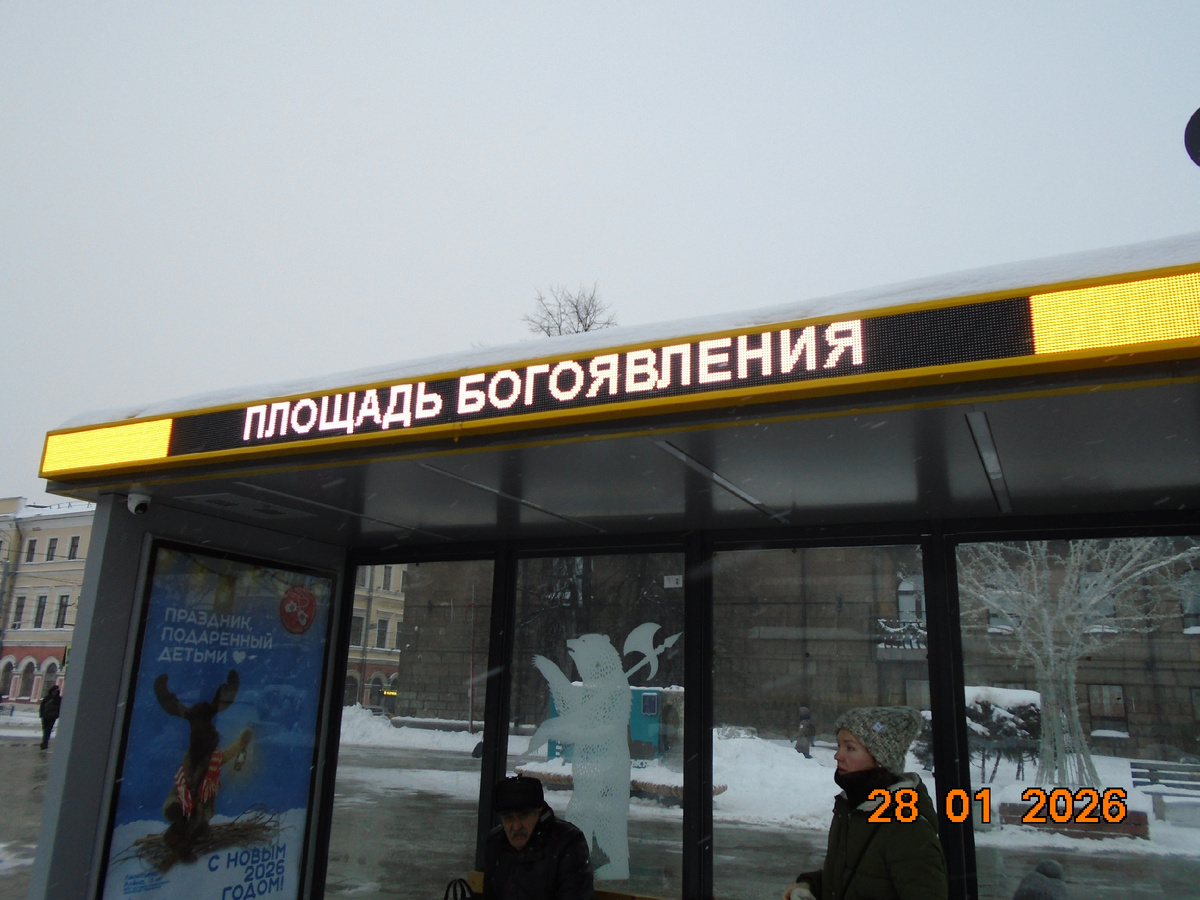 ПЛОЩАДЬ БОГОЯВЛЕНИЯ
ПРАЗДНИК,
ПОДАРЕННЫЙ
ДЕТЬМИ
С НОВЫМ
2026
ГОДОМ!
28 01 2026